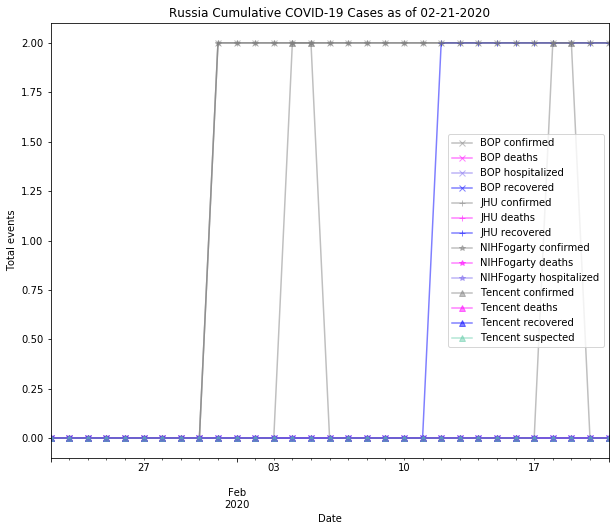 Russia Cumulative COVID-19 Cases as of 02-21-2020
2.00
1.75
1.50
1.25
1.00
0.75
0.50
0.25
0.00
Total events
BOP confirmed
BOP deaths
BOP hospitalized
BOP recovered
JHU confirmed
JHU deaths
JHU recovered
NIHFogarty confirmed
NIHFogarty deaths
NIHFogarty hospitalized
Tencent confirmed
Tencent deaths
Tencent recovered
Tencent suspected
27 03 10 17
Feb
2020
Date